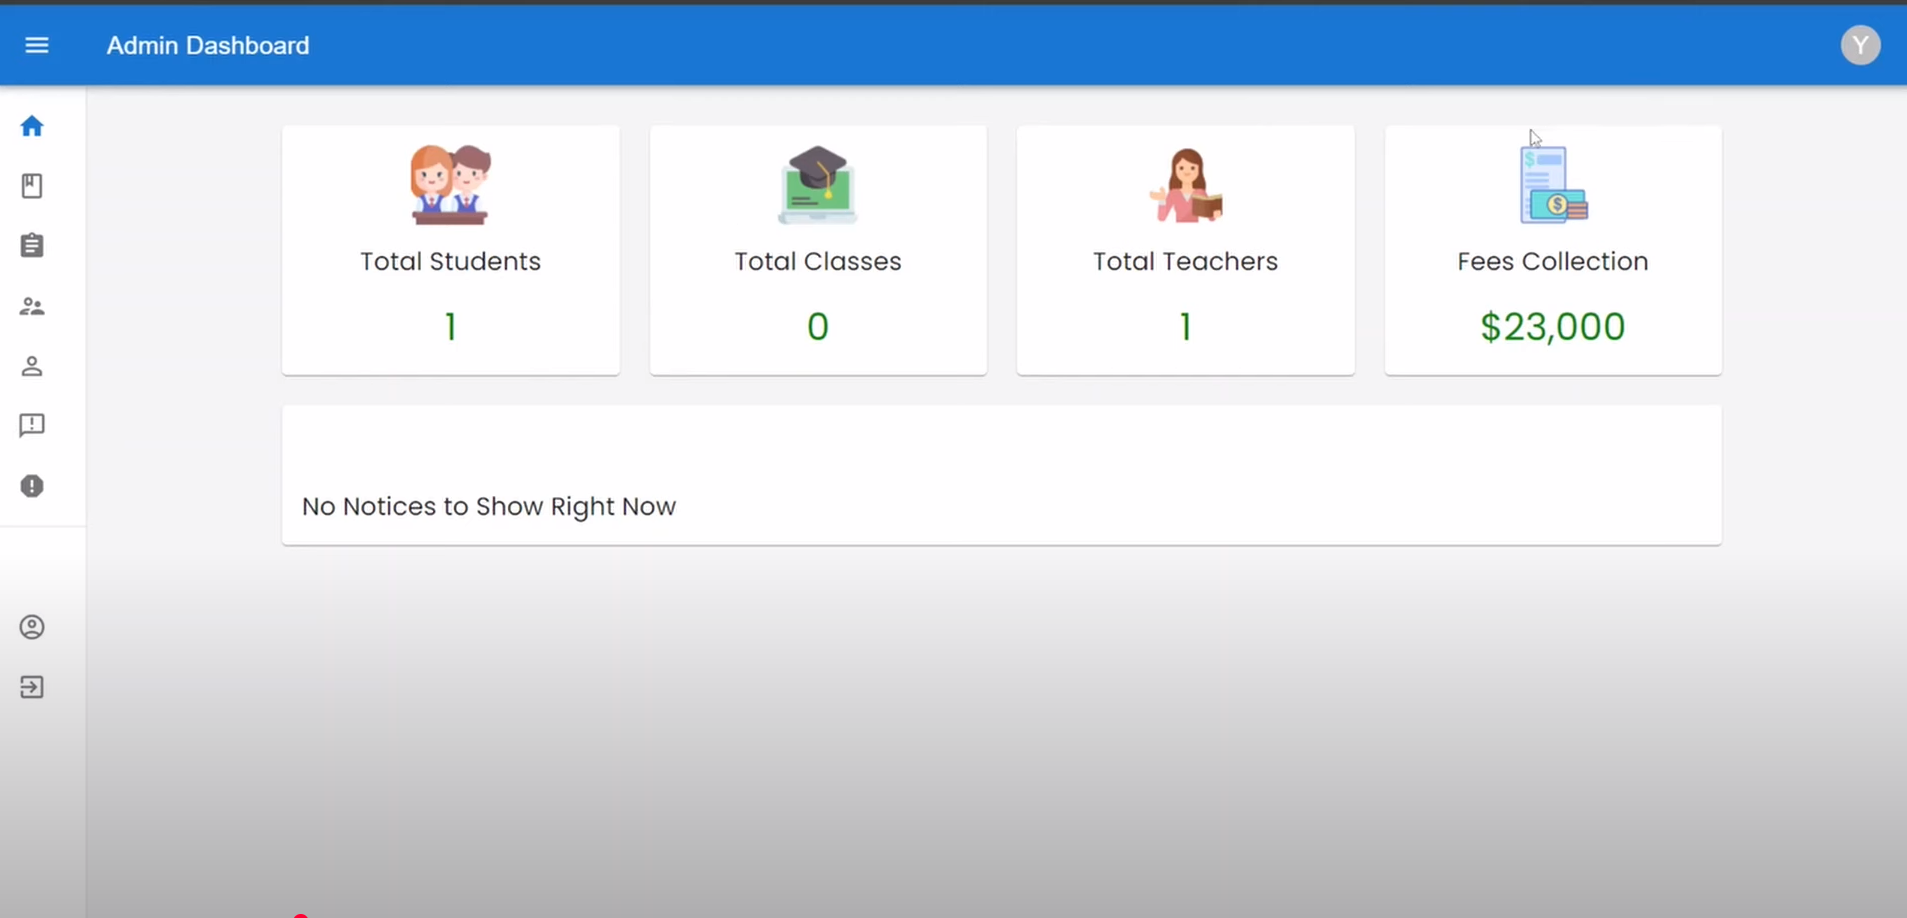 Admin Dashboard
Y
Total Students
1
Total Classes
0
Total Teachers
1
Fees Collection
$23,000
No Notices to Show Right Now